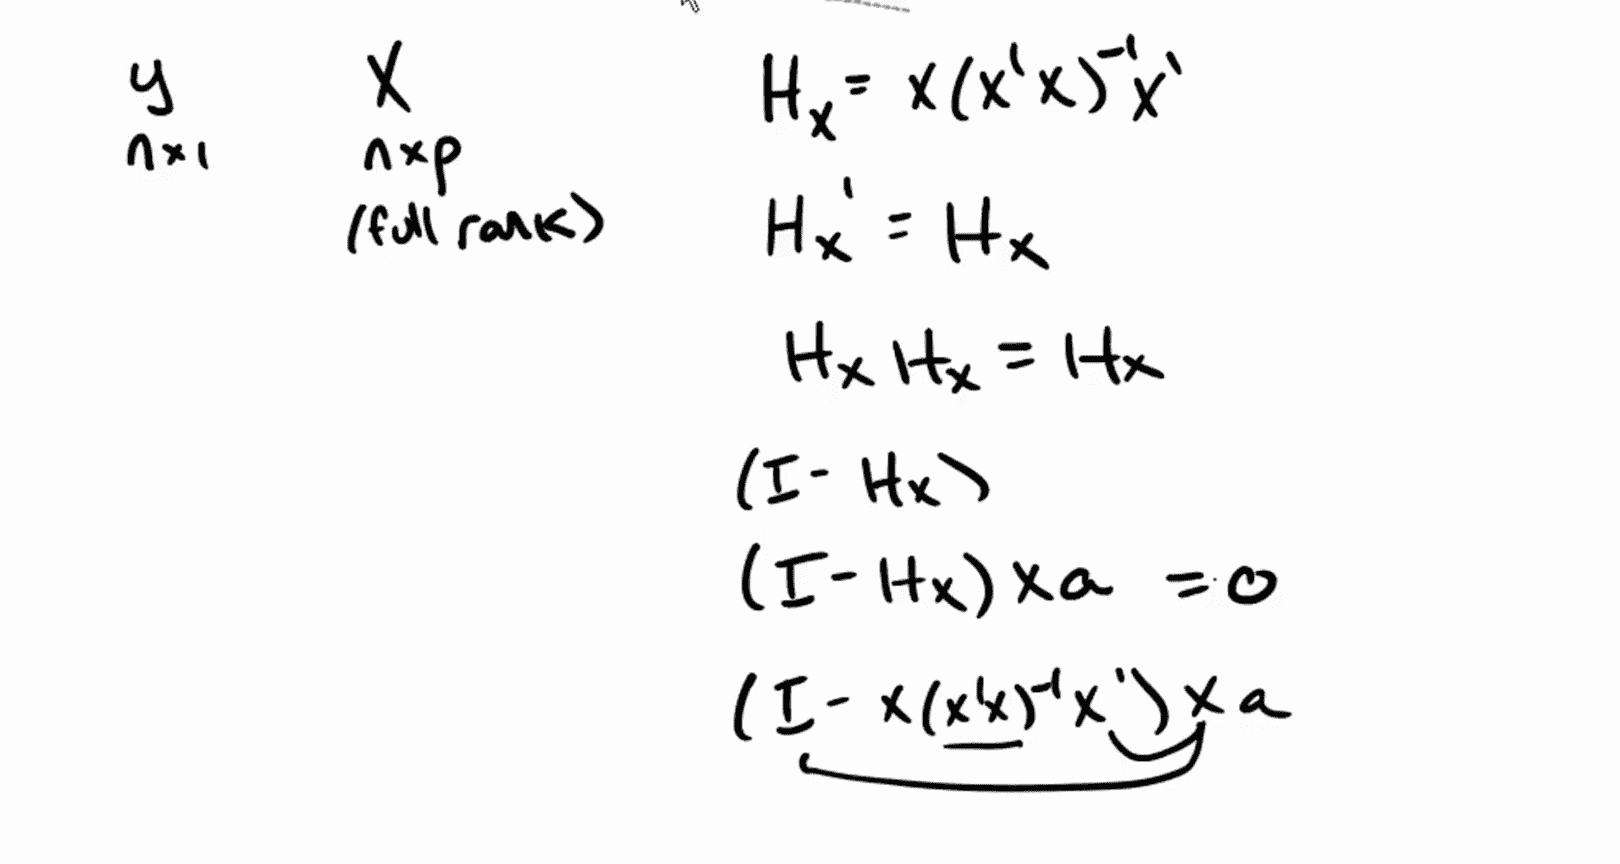 y X H_x = x(x'x)^{-1}x'
n×1 n×p
(full rank) H_x' = H_x
H_x H_x = H_x
(I - H_x)
(I - H_x) x a = 0
(I - x(x'x)^{-1}x') x a